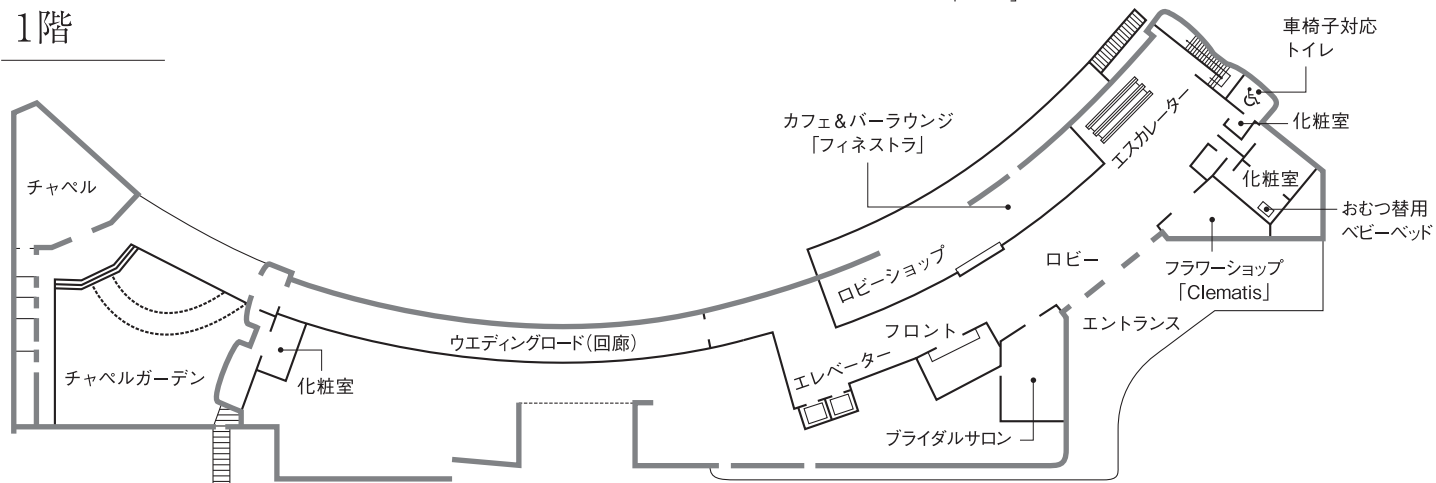 1階
車椅子対応
トイレ
カフェ&バーラウンジ
「フィネストラ」
エスカレーター
化粧室
チャペル
化粧室
おむつ替用
ベビーベッド
ロビーショップ
ロビー
フラワーショップ
「Clematis」
フロント
エントランス
ウエディングロード(回廊)
エレベーター
チャペルガーデン
化粧室
ブライダルサロン